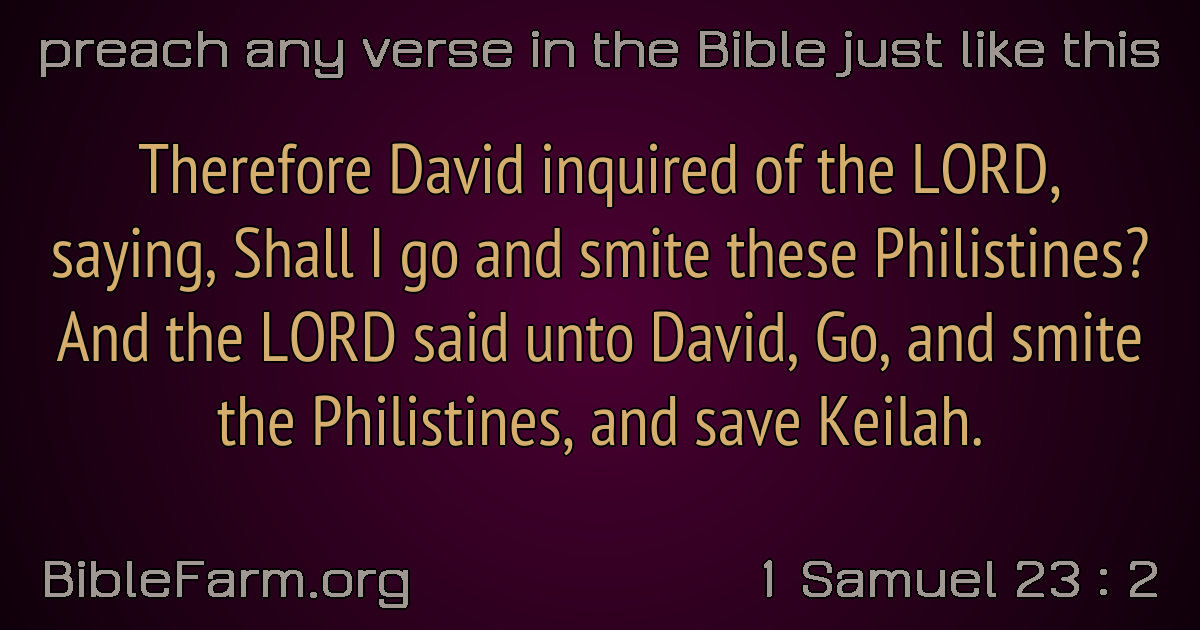 preach any verse in the Bible just like this
Therefore David inquired of the LORD,
saying, Shall I go and smite these Philistines?
And the LORD said unto David, Go, and smite
the Philistines, and save Keilah.
BibleFarm.org
1 Samuel 23 : 2